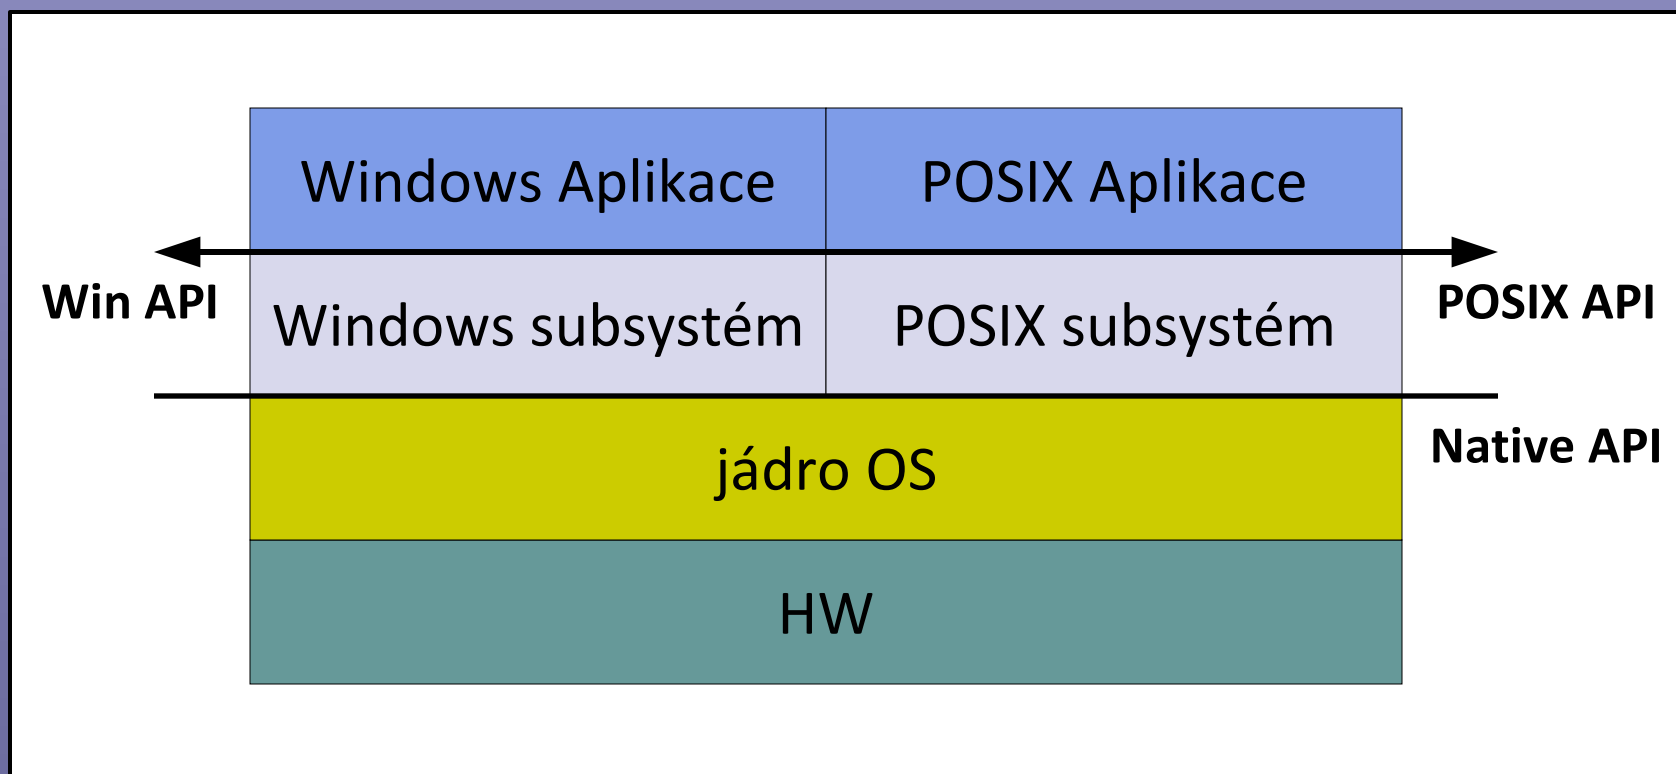 Windows Aplikace
POSIX Aplikace
Win API
POSIX API
Windows subsystém
POSIX subsystém
Native API
jádro OS
HW